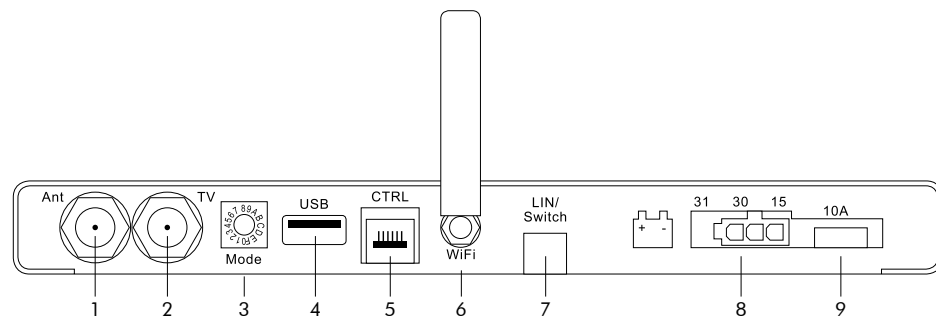 Ant
TV
Mode
0123456789ABCDEF
USB
CTRL
WiFi
LIN/
Switch
+ -
31 30 15
10A
1 2 3 4 5 6 7 8 9